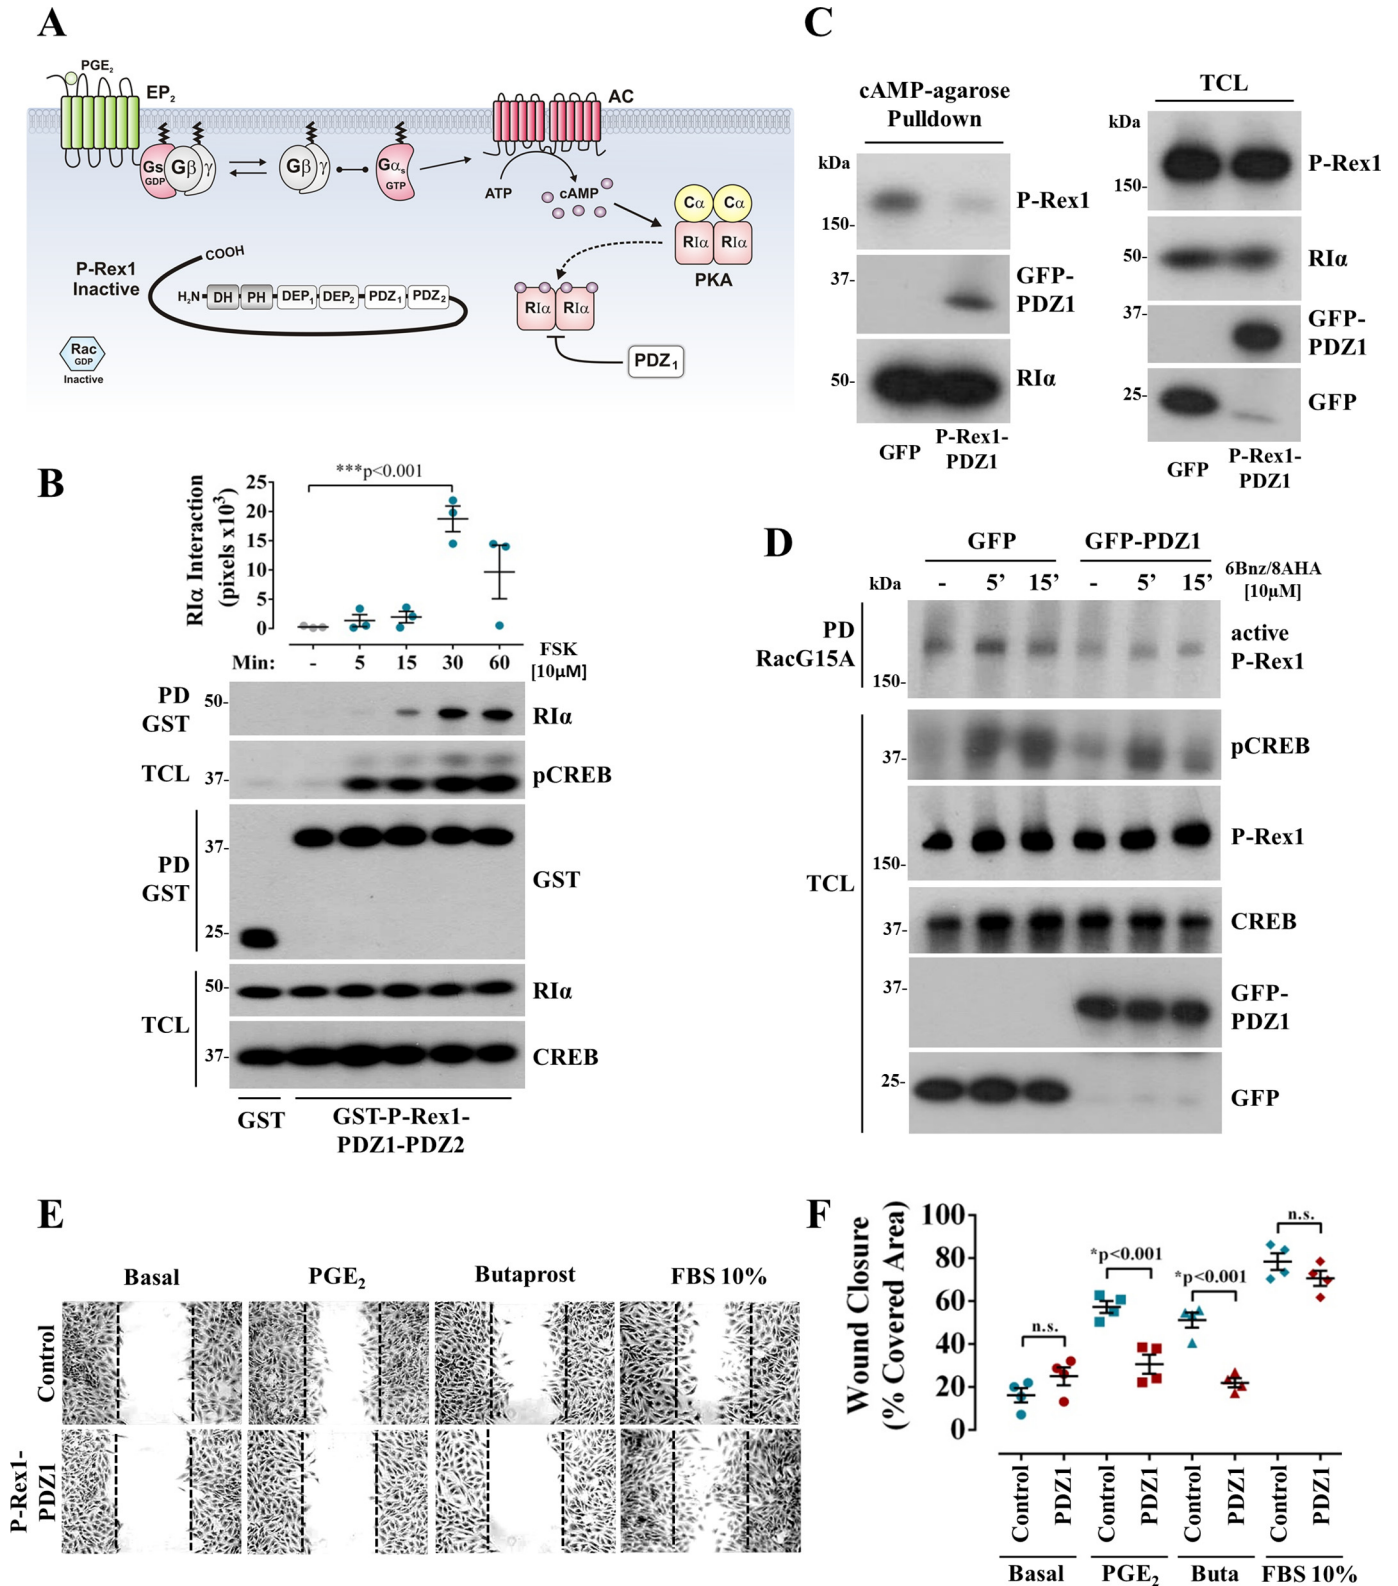 A
PGE2
EP2
AC
Gs
GDP
Gβ
γ
Gβ
γ
Gαs
GTP
ATP
cAMP
Cα
Cα
RIα
RIα
PKA
P-Rex1
Inactive
COOH
H2N
DH
PH
DEP1
DEP2
PDZ1
PDZ2
RIα
RIα
PDZ1
Rac
GDP
Inactive
B
RIα Interaction
(pixels x10³)
***p<0.001
25
20
15
10
5
0
Min:
-
5
15
30
60
FSK
[10µM]
PD
GST
50-
RIα
TCL
37-
pCREB
PD
GST
37-
25-
GST
TCL
50-
RIα
37-
CREB
GST
GST-P-Rex1-
PDZ1-PDZ2
C
cAMP-agarose
Pulldown
kDa
150-
P-Rex1
37-
GFP-
PDZ1
50-
RIα
GFP
P-Rex1-
PDZ1
TCL
kDa
150-
P-Rex1
50-
RIα
37-
GFP-
PDZ1
25-
GFP
GFP
P-Rex1-
PDZ1
D
GFP
GFP-PDZ1
kDa
-
5’
15’
-
5’
15’
6Bnz/8AHA
[10µM]
PD
RacG15A
150-
active
P-Rex1
TCL
37-
pCREB
150-
P-Rex1
37-
CREB
37-
GFP-
PDZ1
25-
GFP
E
Basal
PGE2
Butaprost
FBS 10%
Control
P-Rex1-
PDZ1
F
Wound Closure
(% Covered Area)
100
80
60
40
20
0
n.s.
*p<0.001
*p<0.001
n.s.
Control
PDZ1
Control
PDZ1
Control
PDZ1
Control
PDZ1
Basal
PGE2
Buta
FBS 10%